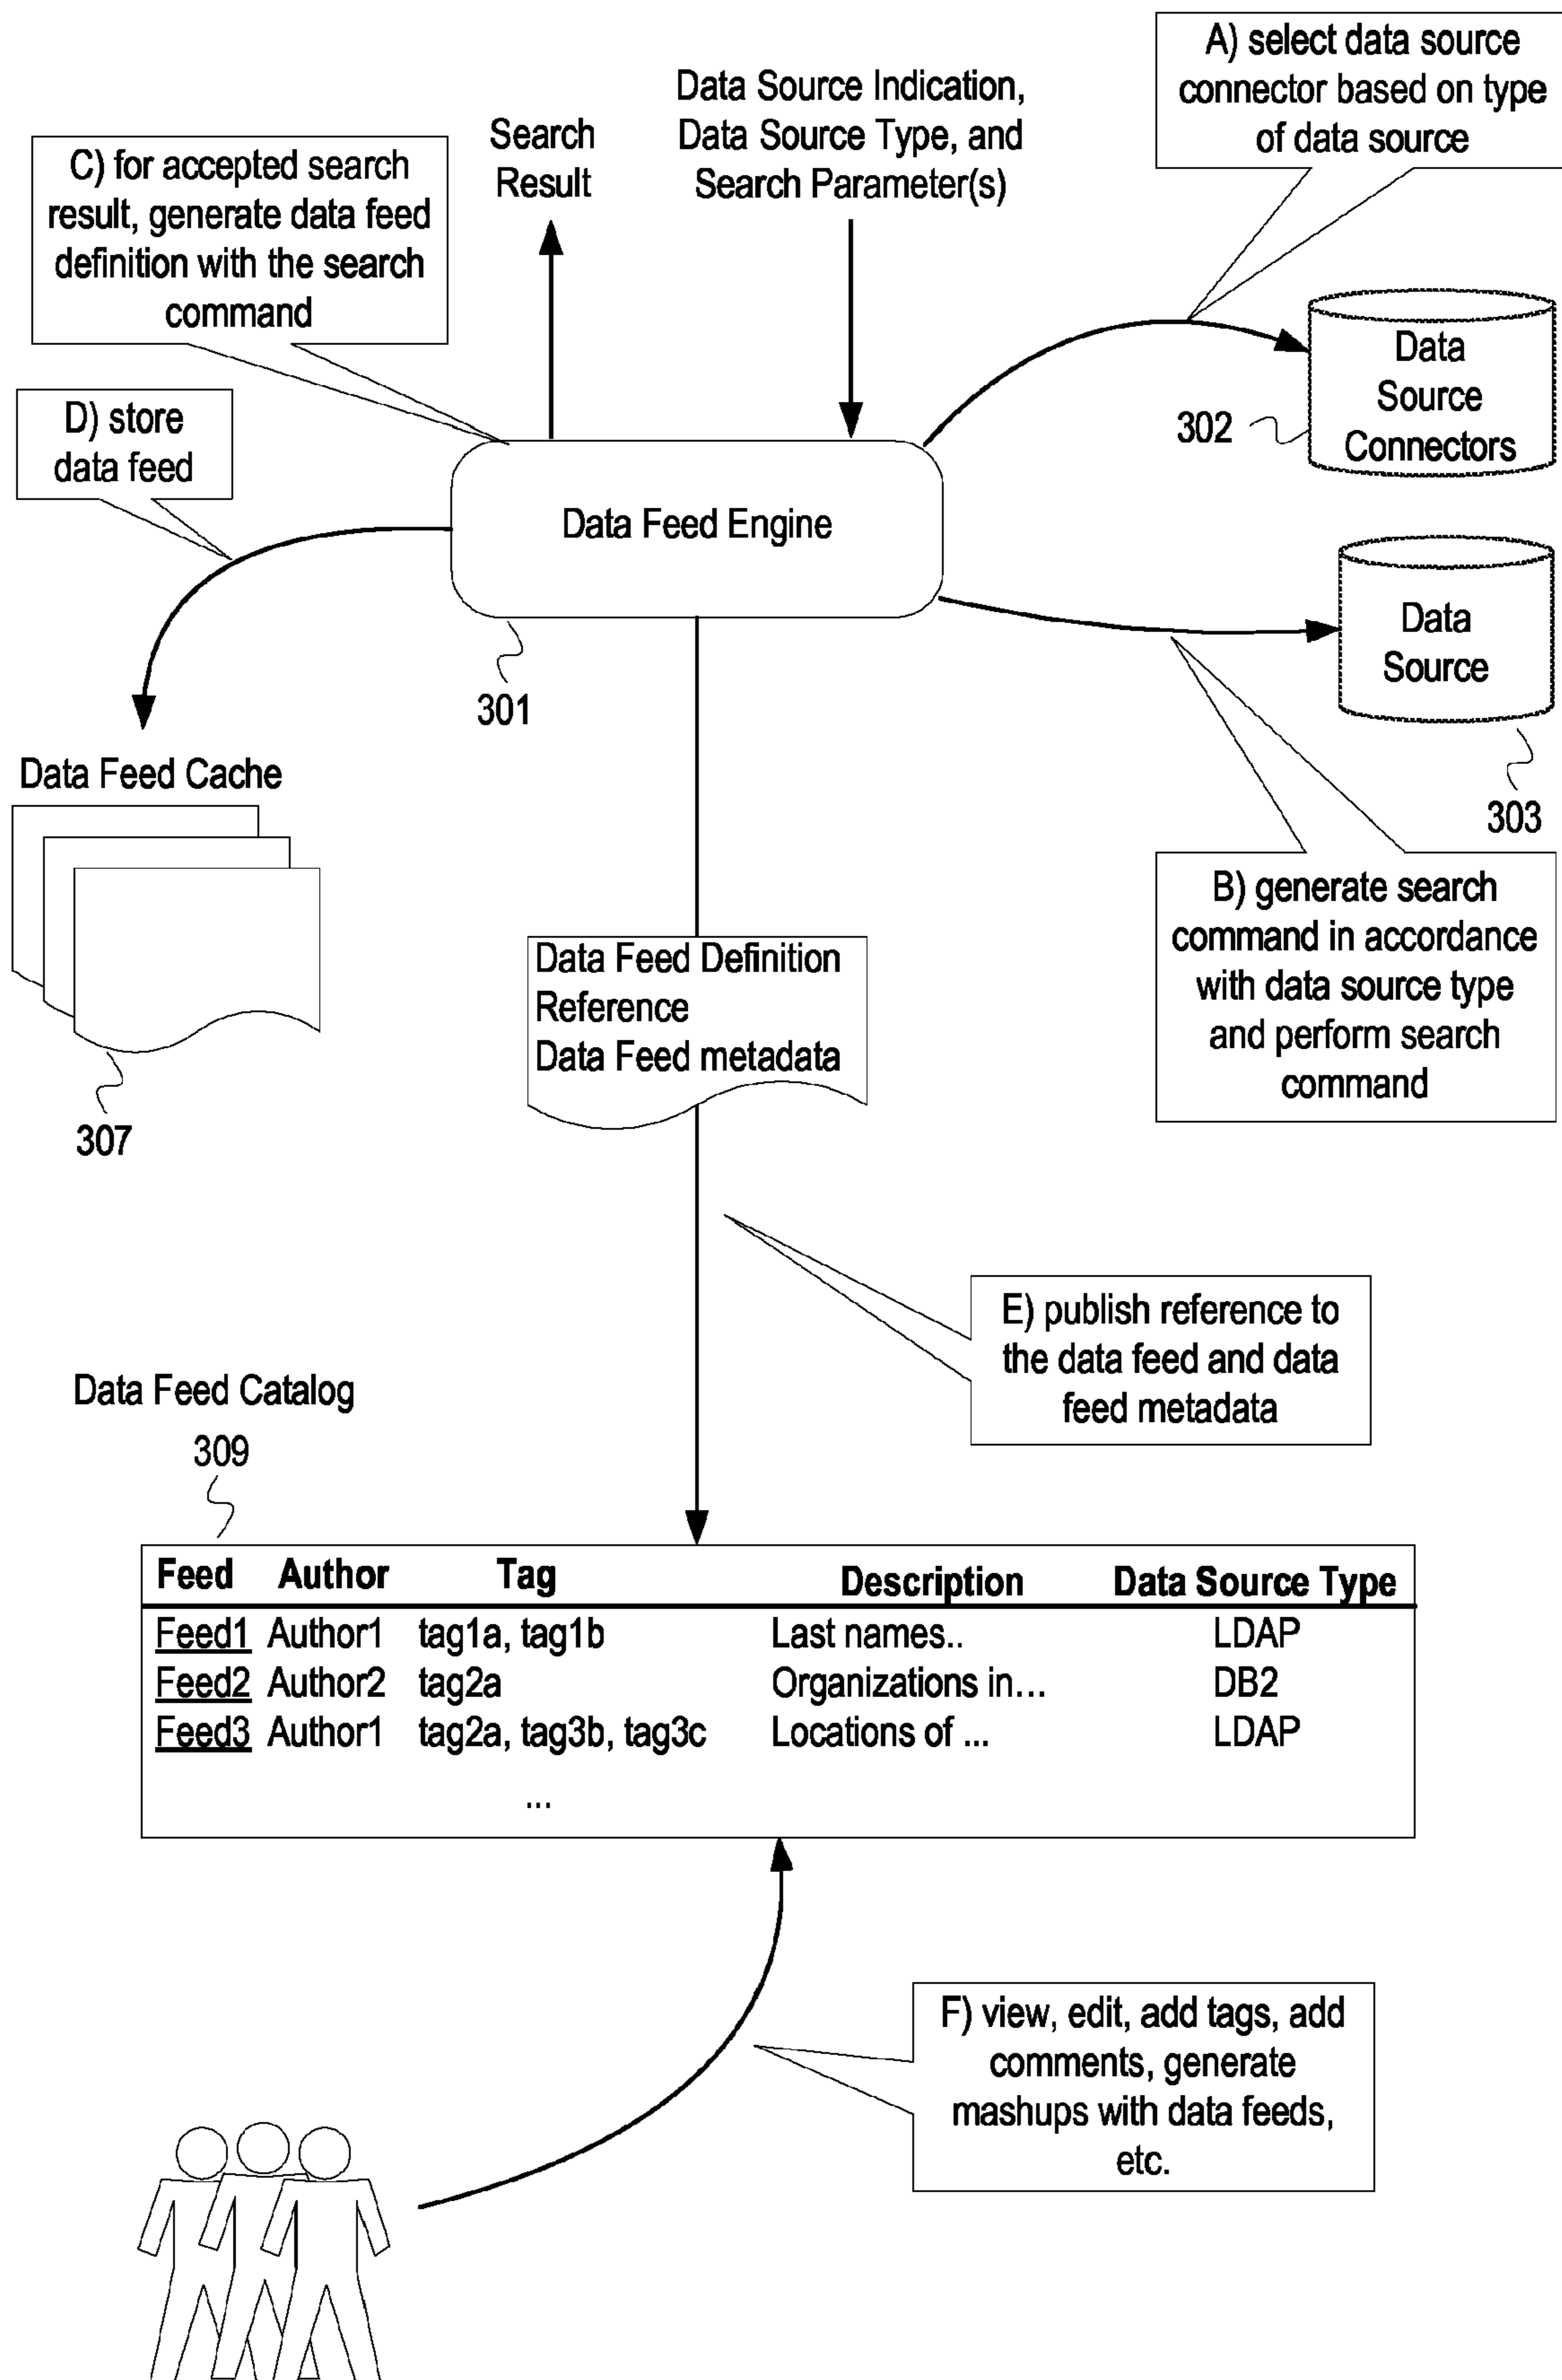 A) select data source
connector based on type
of data source
Data Source Indication,
Data Source Type, and
Search Parameter(s)
Search
Result
C) for accepted search
result, generate data feed
definition with the search
command
Data
Source
Connectors
302
D) store
data feed
Data Feed Engine
301
Data
Source
303
Data Feed Cache
307
B) generate search
command in accordance
with data source type
and perform search
command
Data Feed Definition
Reference
Data Feed metadata
E) publish reference to
the data feed and data
feed metadata
Data Feed Catalog
309
Feed Author Tag Description Data Source Type
Feed1 Author1 tag1a, tag1b Last names.. LDAP
Feed2 Author2 tag2a Organizations in... DB2
Feed3 Author1 tag2a, tag3b, tag3c Locations of ... LDAP
...
F) view, edit, add tags, add
comments, generate
mashups with data feeds,
etc.